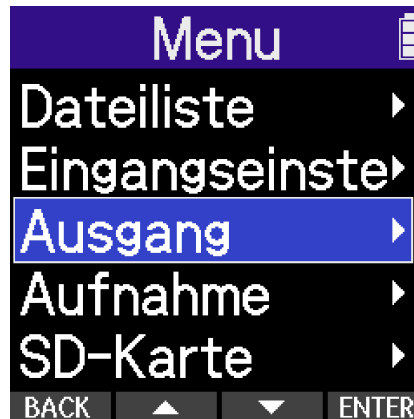 Menu
Dateiliste
Eingangseinste
Ausgang
Aufnahme
SD-Karte
BACK ENTER